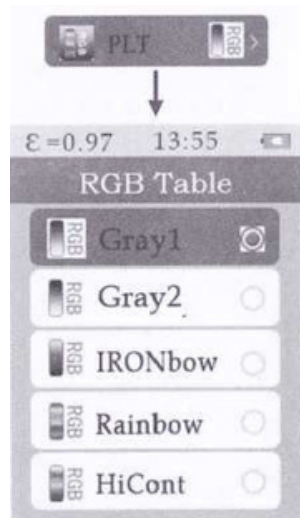 PLT RGB >
ε=0.97 13:55
RGB Table
RGB Gray1
RGB Gray2
RGB IRONbow
RGB Rainbow
RGB HiCont